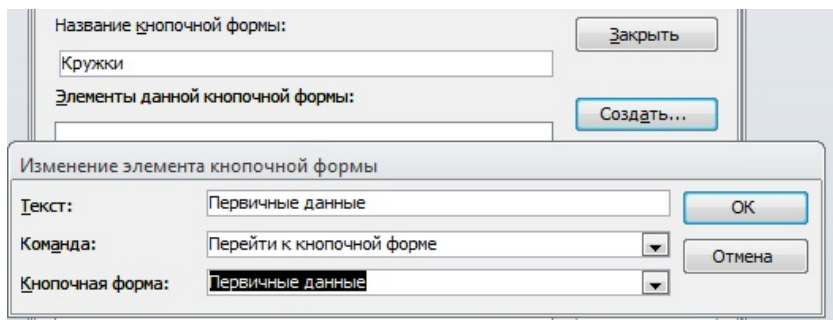 Название кнопочной формы:
Закрыть
Кружки
Элементы данной кнопочной формы:
Создать...
Изменение элемента кнопочной формы
Текст: Первичные данные OK
Команда: Перейти к кнопочной форме
Отмена
Кнопочная форма: Первичные данные